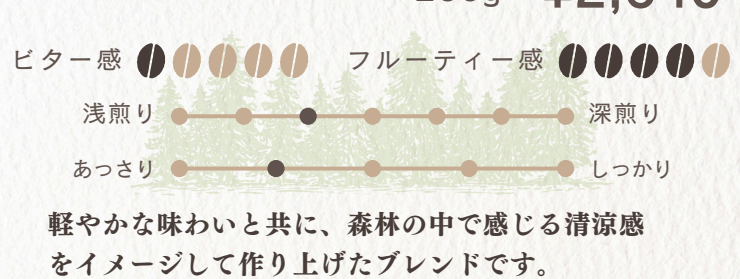 ビター感 フルーティー感
浅煎り 深煎り
あっさり しっかり
軽やかな味わいと共に、森林の中で感じる清涼感
をイメージして作り上げたブレンドです。